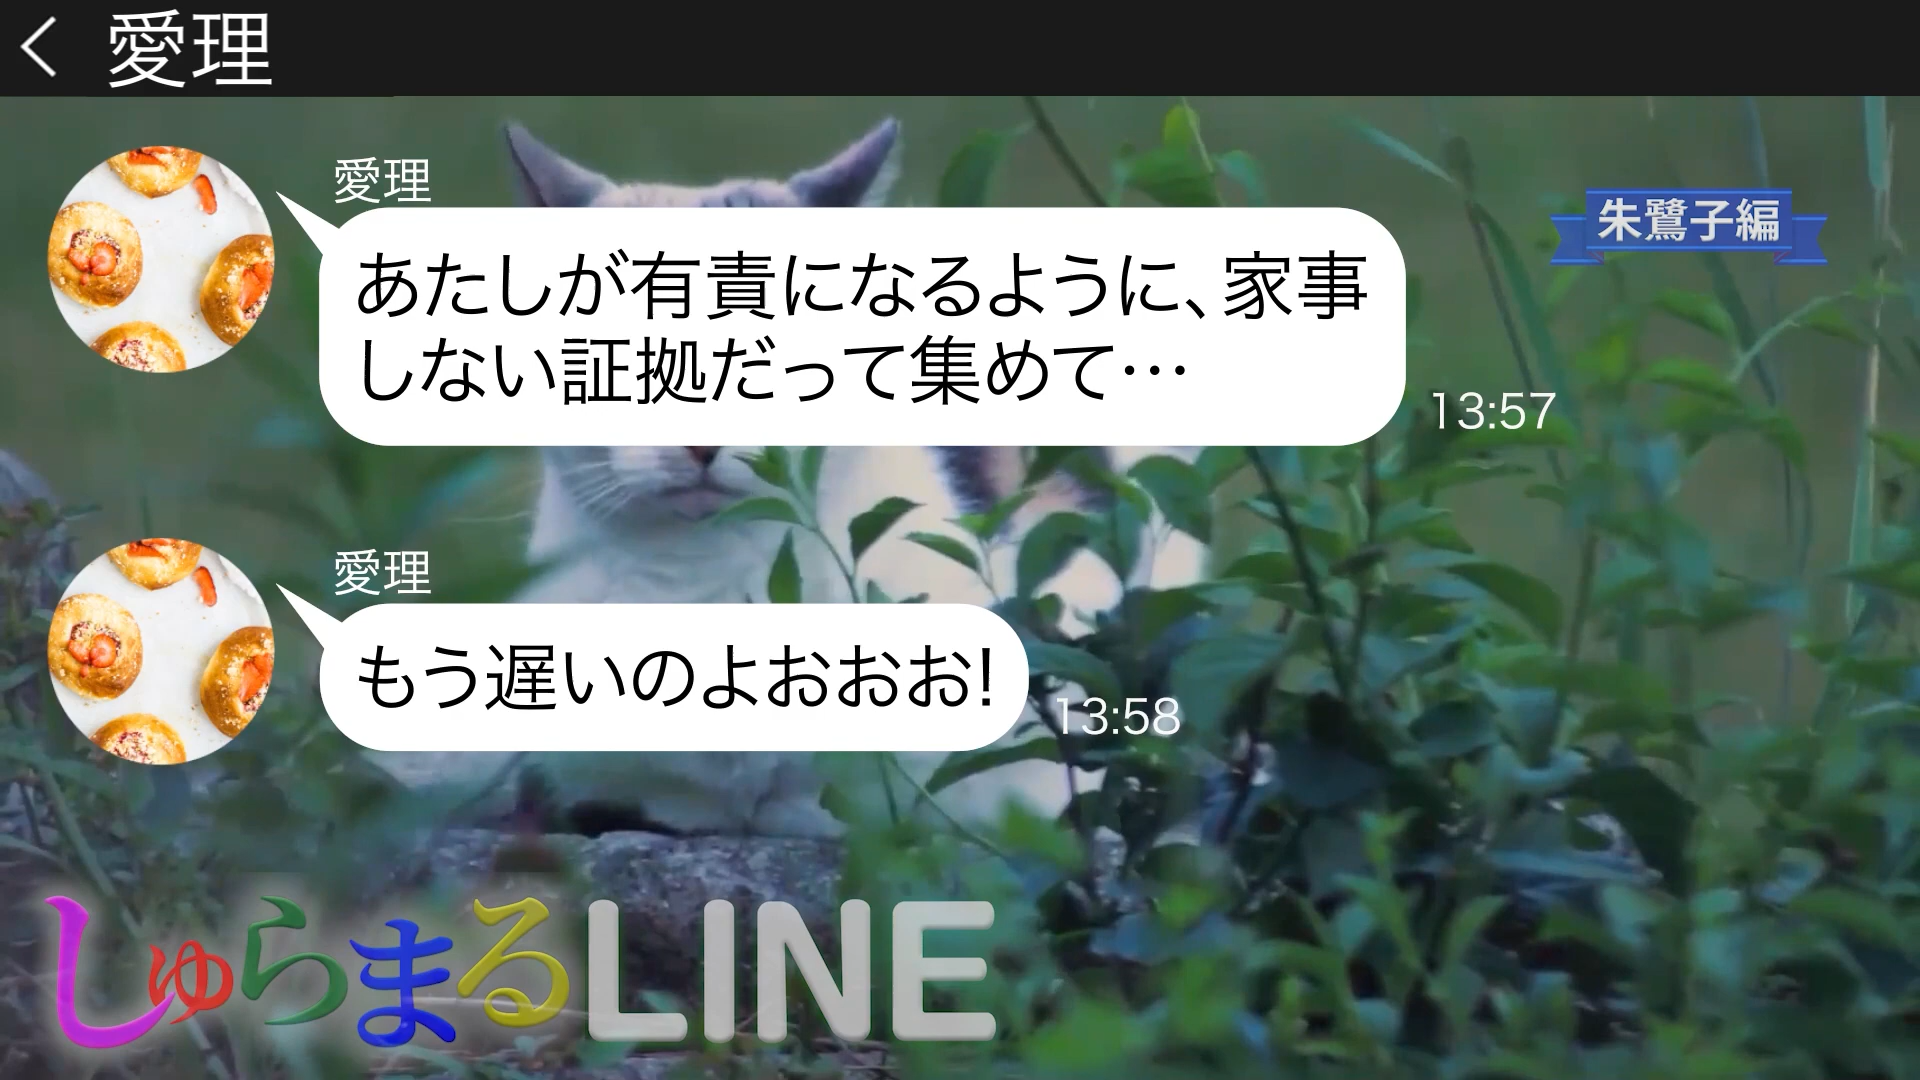 愛理
愛理
朱鷺子編
あたしが有責になるように、家事
しない証拠だって集めて…
13:57
愛理
もう遅いのよおおお!
13:58
しゅらまるLINE